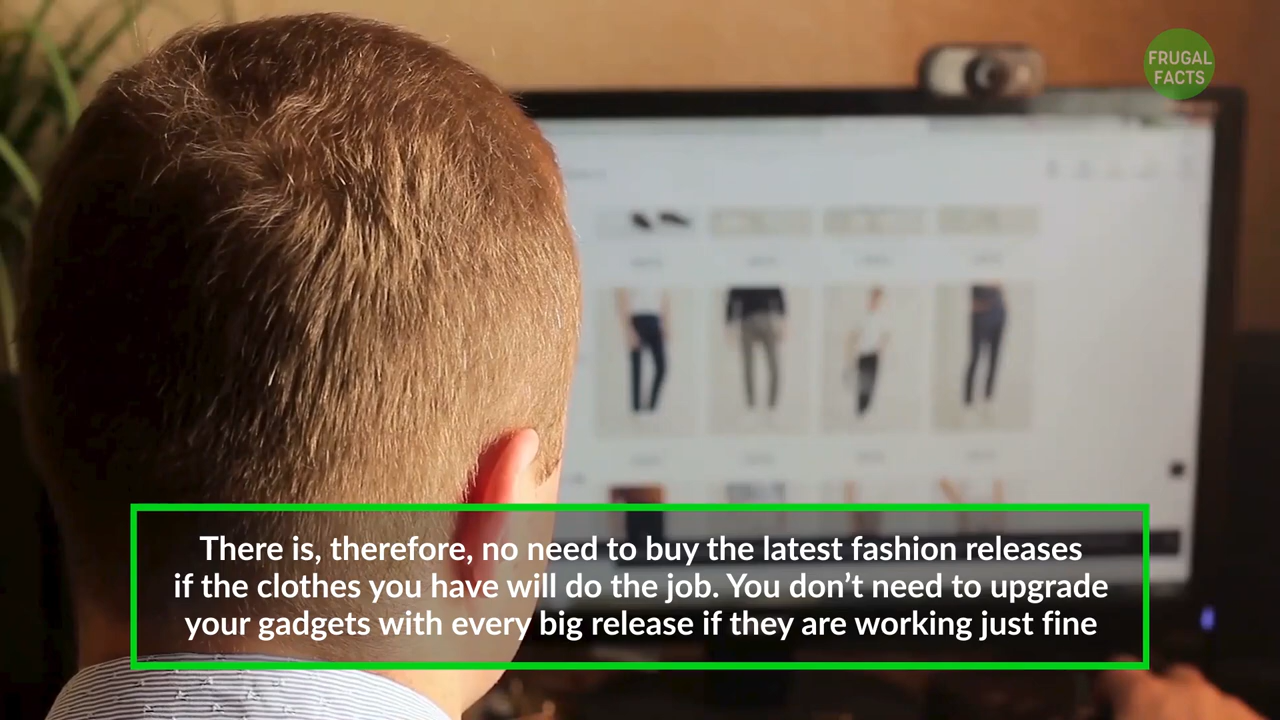 FRUGAL
FACTS
There is, therefore, no need to buy the latest fashion releases
if the clothes you have will do the job. You don’t need to upgrade
your gadgets with every big release if they are working just fine